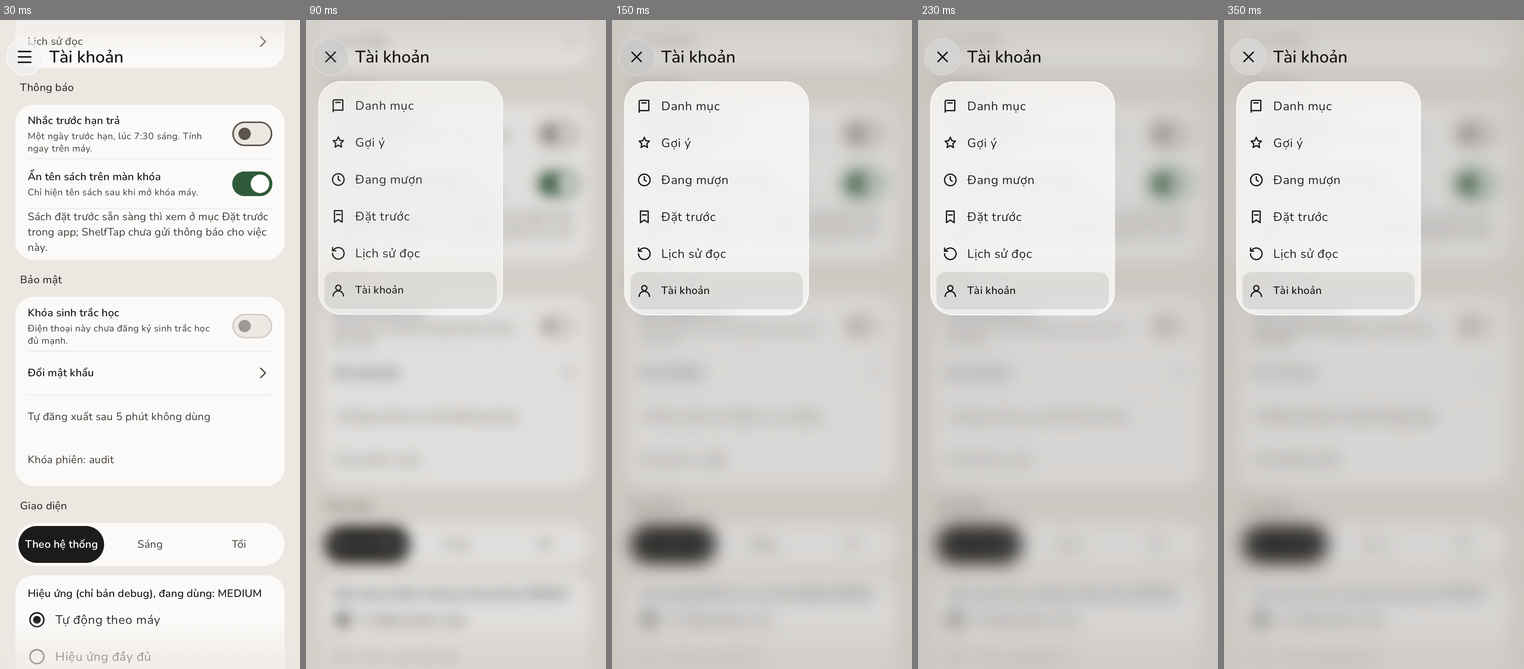 30 ms
90 ms
150 ms
230 ms
350 ms
Lịch sử đọc
Tài khoản
Thông báo
Nhắc trước hạn trả
Một ngày trước hạn, lúc 7:30 sáng. Tính
ngay trên máy.
Ẩn tên sách trên màn khóa
Chỉ hiện tên sách sau khi mở khóa máy.
Sách đặt trước sẵn sàng thì xem ở mục Đặt trước
trong app; ShelfTap chưa gửi thông báo cho việc
này.
Bảo mật
Khóa sinh trắc học
Điện thoại này chưa đăng ký sinh trắc học
đủ mạnh.
Đổi mật khẩu
Tự đăng xuất sau 5 phút không dùng
Khóa phiên: audit
Giao diện
Theo hệ thống
Sáng
Tối
Hiệu ứng (chỉ bản debug), đang dùng: MEDIUM
Tự động theo máy
Hiệu ứng đầy đủ
Tài khoản
Danh mục
Gợi ý
Đang mượn
Đặt trước
Lịch sử đọc
Tài khoản
Tài khoản
Danh mục
Gợi ý
Đang mượn
Đặt trước
Lịch sử đọc
Tài khoản
Tài khoản
Danh mục
Gợi ý
Đang mượn
Đặt trước
Lịch sử đọc
Tài khoản
Tài khoản
Danh mục
Gợi ý
Đang mượn
Đặt trước
Lịch sử đọc
Tài khoản